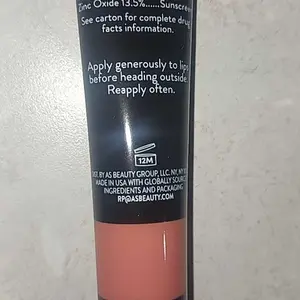 Zinc Oxide 13.5%......Sunscreen
See carton for complete drug
facts information.
Apply generously to lips
before heading outside.
Reapply often.
12M
DIST. BY AS BEAUTY GROUP, LLC. NY, NY
MADE IN USA WITH GLOBALLY SOURCED
INGREDIENTS AND PACKAGING
RP@ASBEAUTY.COM